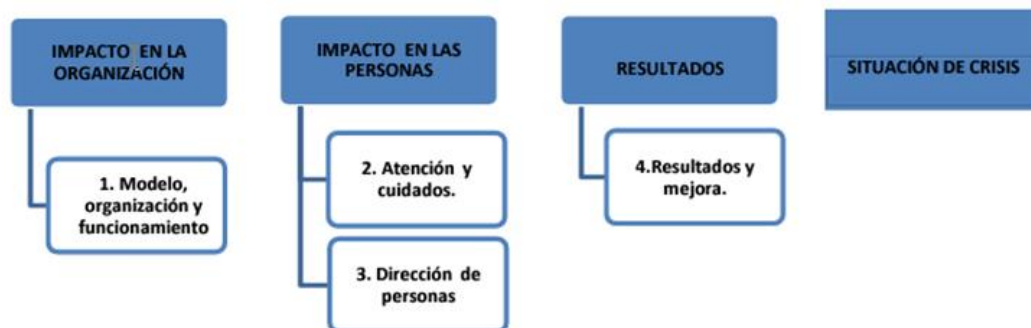 IMPACTO EN LA
ORGANIZACIÓN
1. Modelo,
organización y
funcionamiento
IMPACTO EN LAS
PERSONAS
2. Atención y
cuidados.
3. Dirección de
personas
RESULTADOS
4.Resultados y
mejora.
SITUACIÓN DE CRISIS